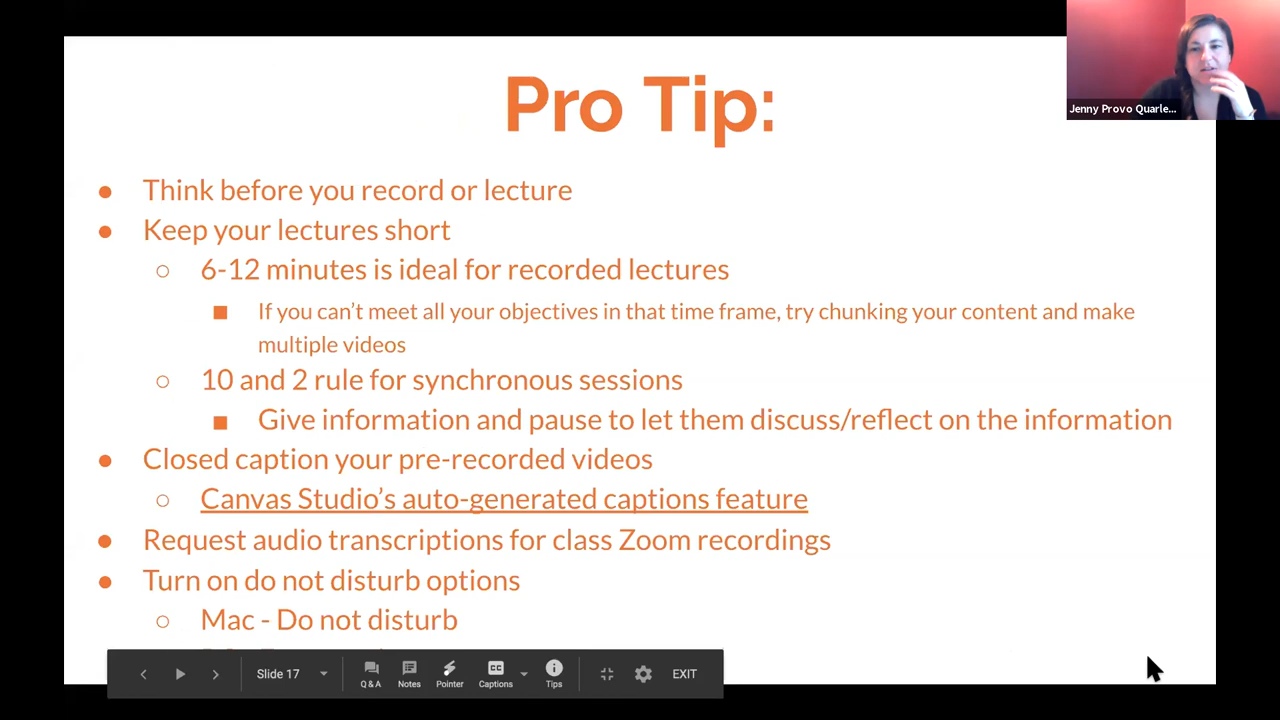 Pro Tip:
Jenny Provo Quarle...
● Think before you record or lecture
● Keep your lectures short
○ 6-12 minutes is ideal for recorded lectures
■ If you can't meet all your objectives in that time frame, try chunking your content and make
multiple videos
○ 10 and 2 rule for synchronous sessions
■ Give information and pause to let them discuss/reflect on the information
● Closed caption your pre-recorded videos
○ Canvas Studio's auto-generated captions feature
● Request audio transcriptions for class Zoom recordings
● Turn on do not disturb options
○ Mac - Do not disturb
Slide 17
Q & A
Notes
Pointer
CC
Captions
Tips
EXIT